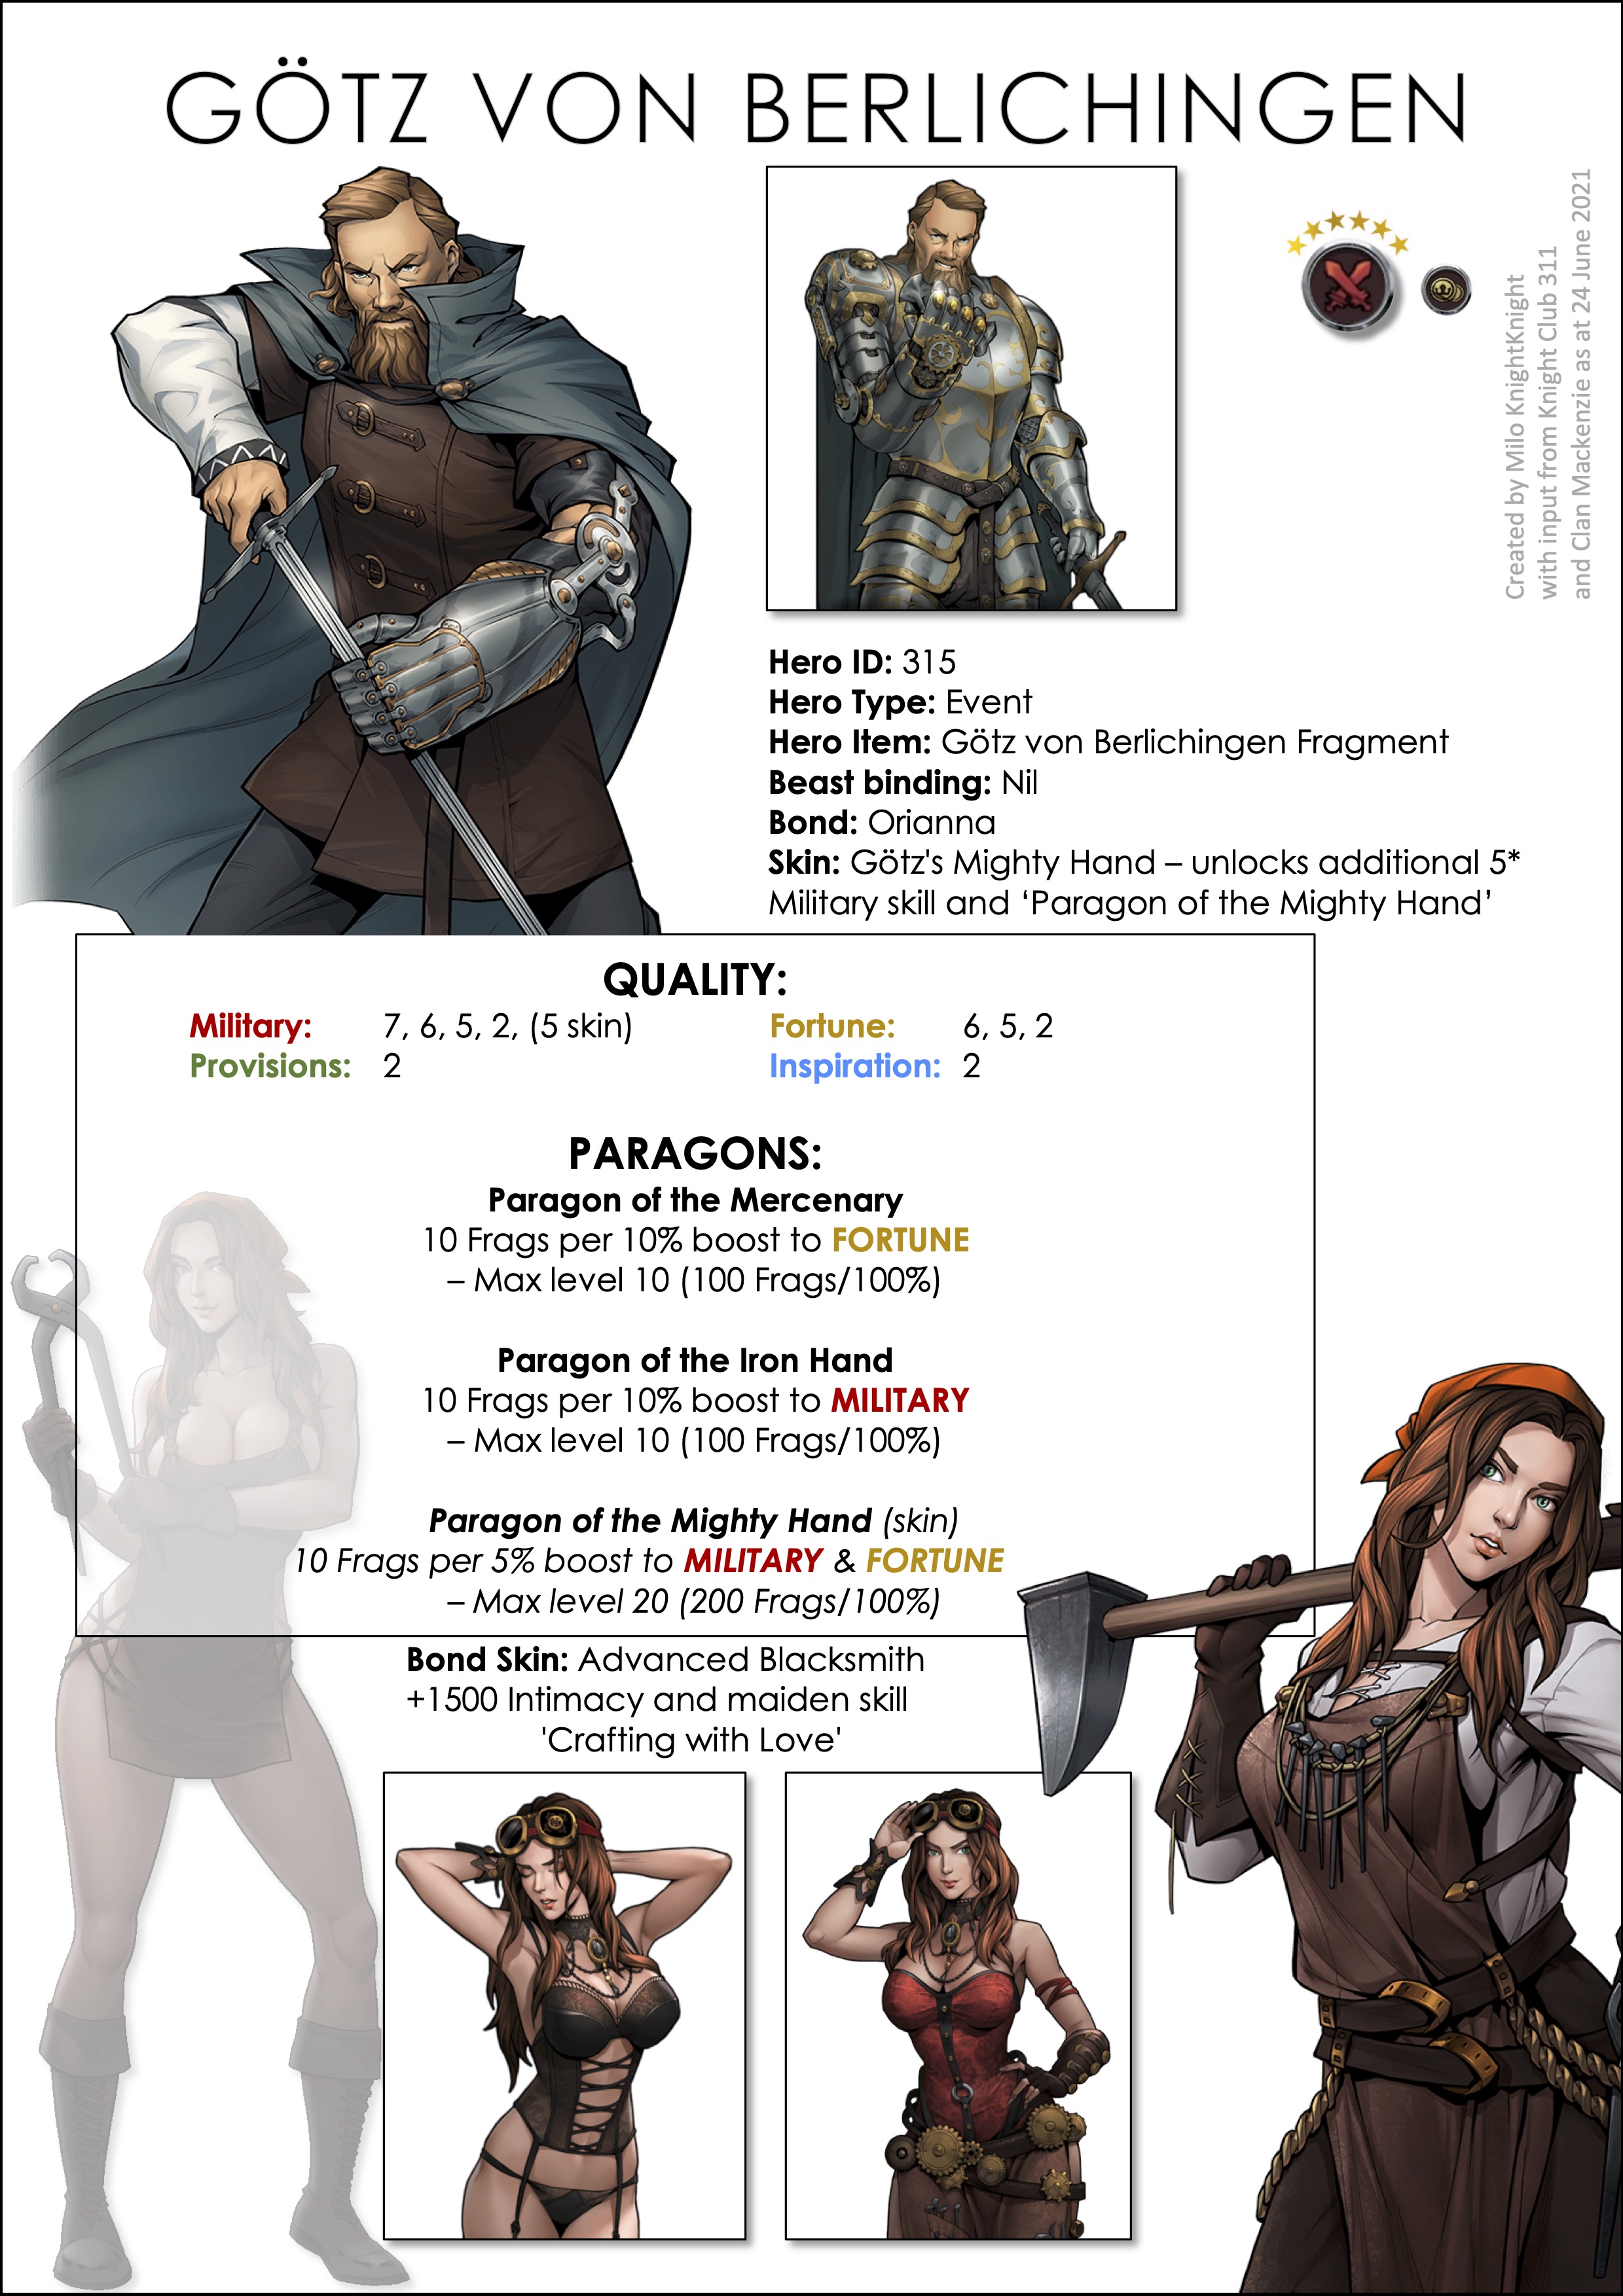 GÖTZ VON BERLICHINGEN
Created by Milo KnightKnight
with input from Knight Club 311
and Clan Mackenzie as at 24 June 2021
Hero ID: 315
Hero Type: Event
Hero Item: Götz von Berlichingen Fragment
Beast binding: Nil
Bond: Orianna
Skin: Götz's Mighty Hand – unlocks additional 5*
Military skill and ‘Paragon of the Mighty Hand’
QUALITY:
Military: 7, 6, 5, 2, (5 skin) Fortune: 6, 5, 2
Provisions: 2 Inspiration: 2
PARAGONS:
Paragon of the Mercenary
10 Frags per 10% boost to FORTUNE
– Max level 10 (100 Frags/100%)
Paragon of the Iron Hand
10 Frags per 10% boost to MILITARY
– Max level 10 (100 Frags/100%)
Paragon of the Mighty Hand (skin)
10 Frags per 5% boost to MILITARY & FORTUNE
– Max level 20 (200 Frags/100%)
Bond Skin: Advanced Blacksmith
+1500 Intimacy and maiden skill
'Crafting with Love'